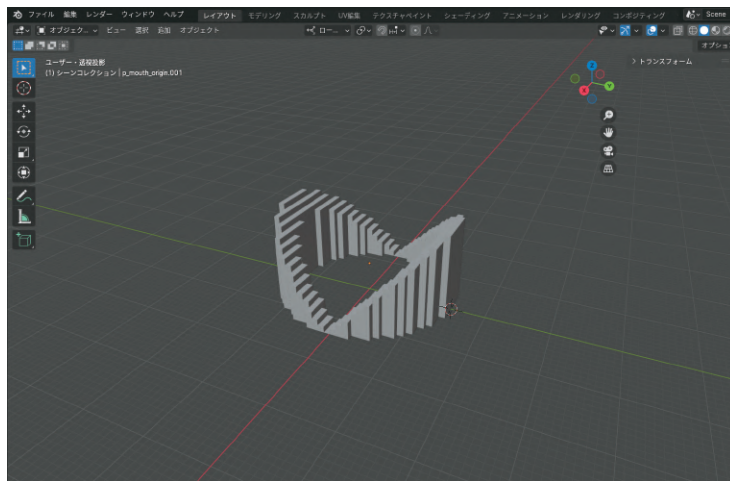 ファイル 編集 レンダー ウィンドウ ヘルプ レイアウト モデリング スカルプト UV編集 テクスチャペイント シェーディング アニメーション レンダリング コンポジティング Scene
オブジェク... ビュー 選択 追加 オブジェクト ロー...
オプショ
ユーザー・透視投影
(1) シーンコレクション | p_mouth_origin.001
トランスフォーム
Z
Y
X